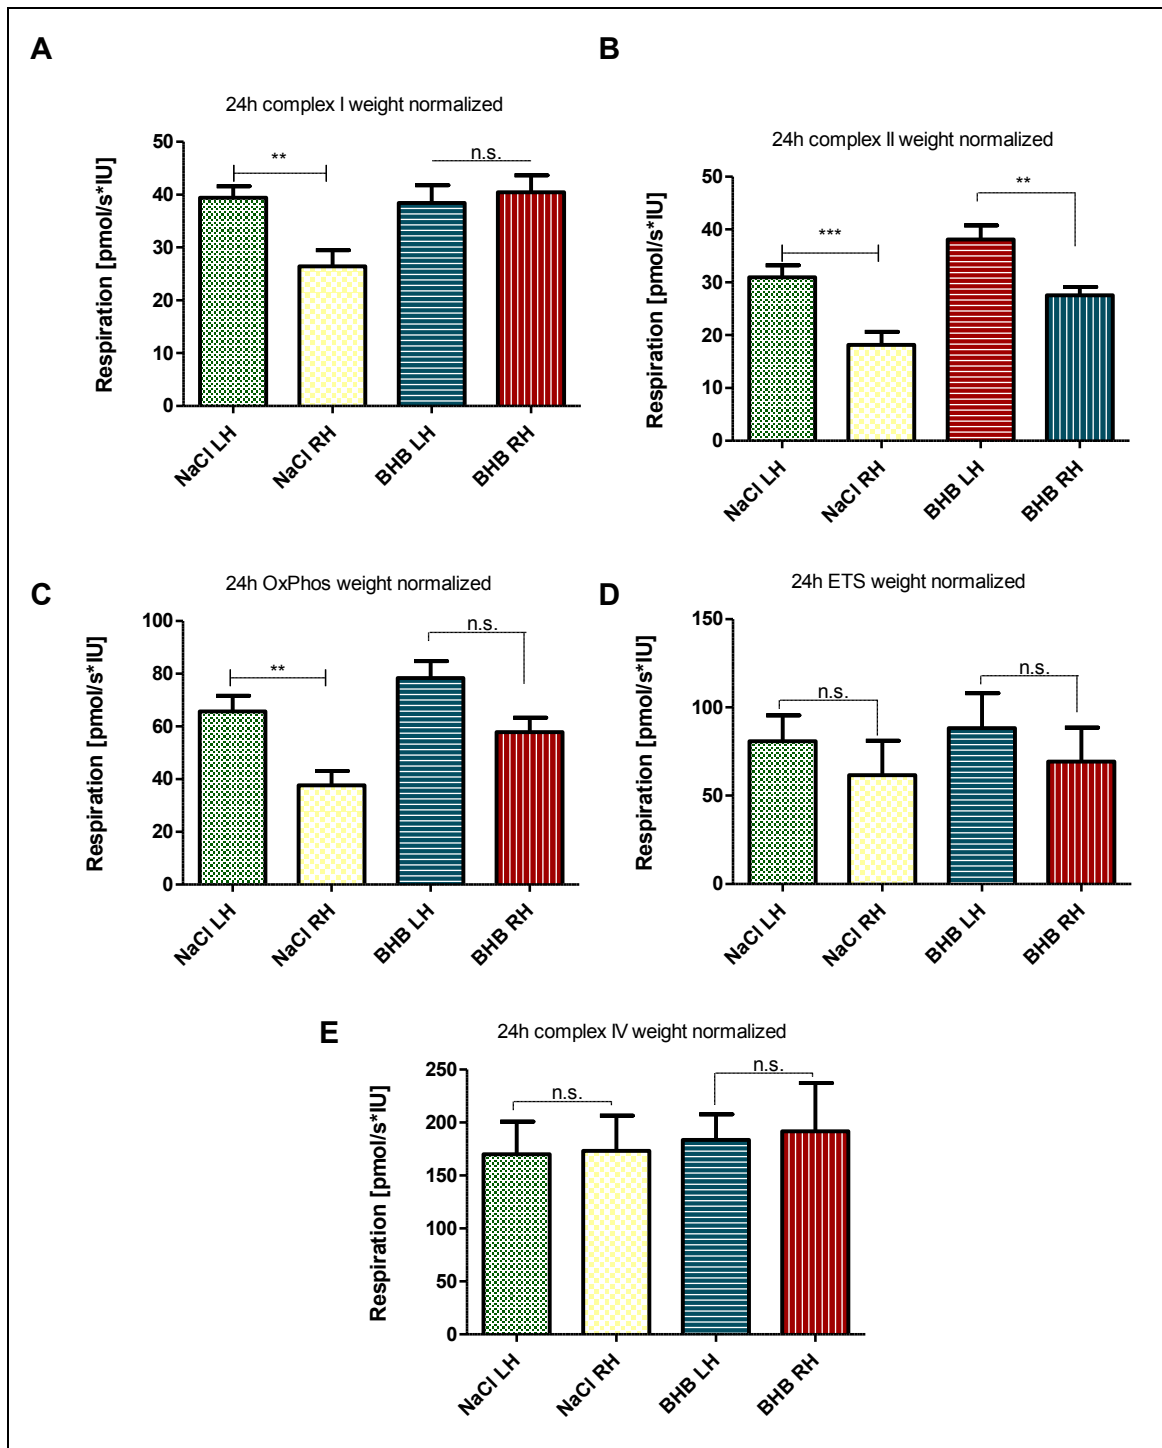 A
24h complex I weight normalized
Respiration [pmol/s*IU]
50
40
30
20
10
0
**
n.s.
NaCl LH
NaCl RH
BHB LH
BHB RH
B
24h complex II weight normalized
Respiration [pmol/s*IU]
50
40
30
20
10
0
***
**
NaCl LH
NaCl RH
BHB LH
BHB RH
C
24h OxPhos weight normalized
Respiration [pmol/s*IU]
100
80
60
40
20
0
**
n.s.
NaCl LH
NaCl RH
BHB LH
BHB RH
D
24h ETS weight normalized
Respiration [pmol/s*IU]
150
100
50
0
n.s.
n.s.
NaCl LH
NaCl RH
BHB LH
BHB RH
E
24h complex IV weight normalized
Respiration [pmol/s*IU]
250
200
150
100
50
0
n.s.
n.s.
NaCl LH
NaCl RH
BHB LH
BHB RH